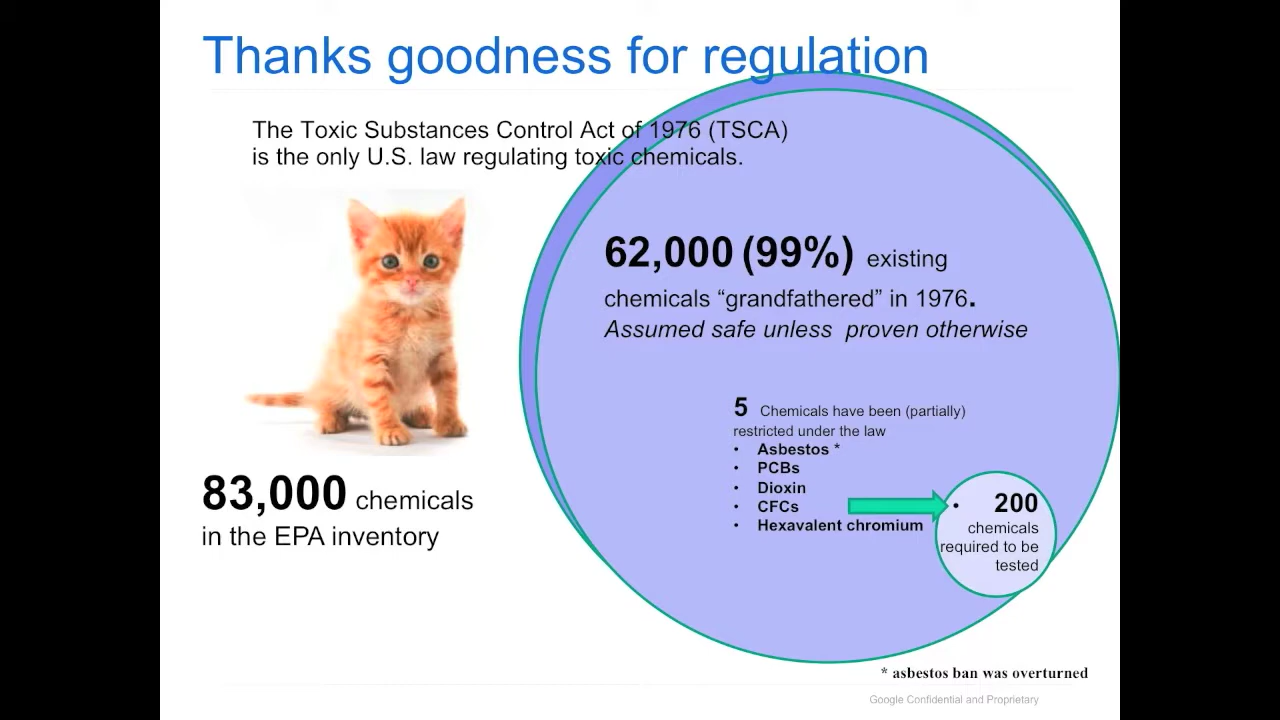 Thanks goodness for regulation
The Toxic Substances Control Act of 1976 (TSCA)
is the only U.S. law regulating toxic chemicals.
62,000 (99%) existing
chemicals “grandfathered” in 1976.
Assumed safe unless proven otherwise
5 Chemicals have been (partially)
restricted under the law
• Asbestos *
• PCBs
• Dioxin
• CFCs
• Hexavalent chromium
• 200
chemicals
required to be
tested
83,000 chemicals
in the EPA inventory
* asbestos ban was overturned
Google Confidential and Proprietary